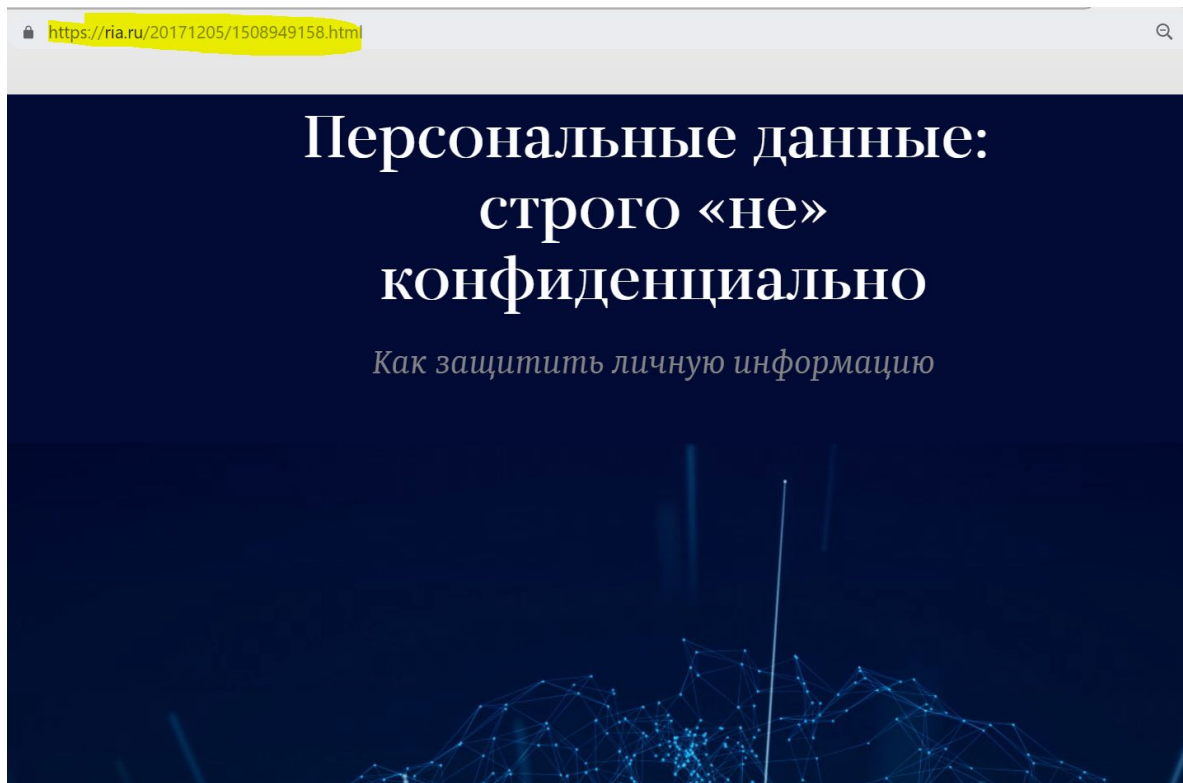 https://ria.ru/20171205/1508949158.html
Персональные данные:
строго «не»
конфиденциально
Как защитить личную информацию